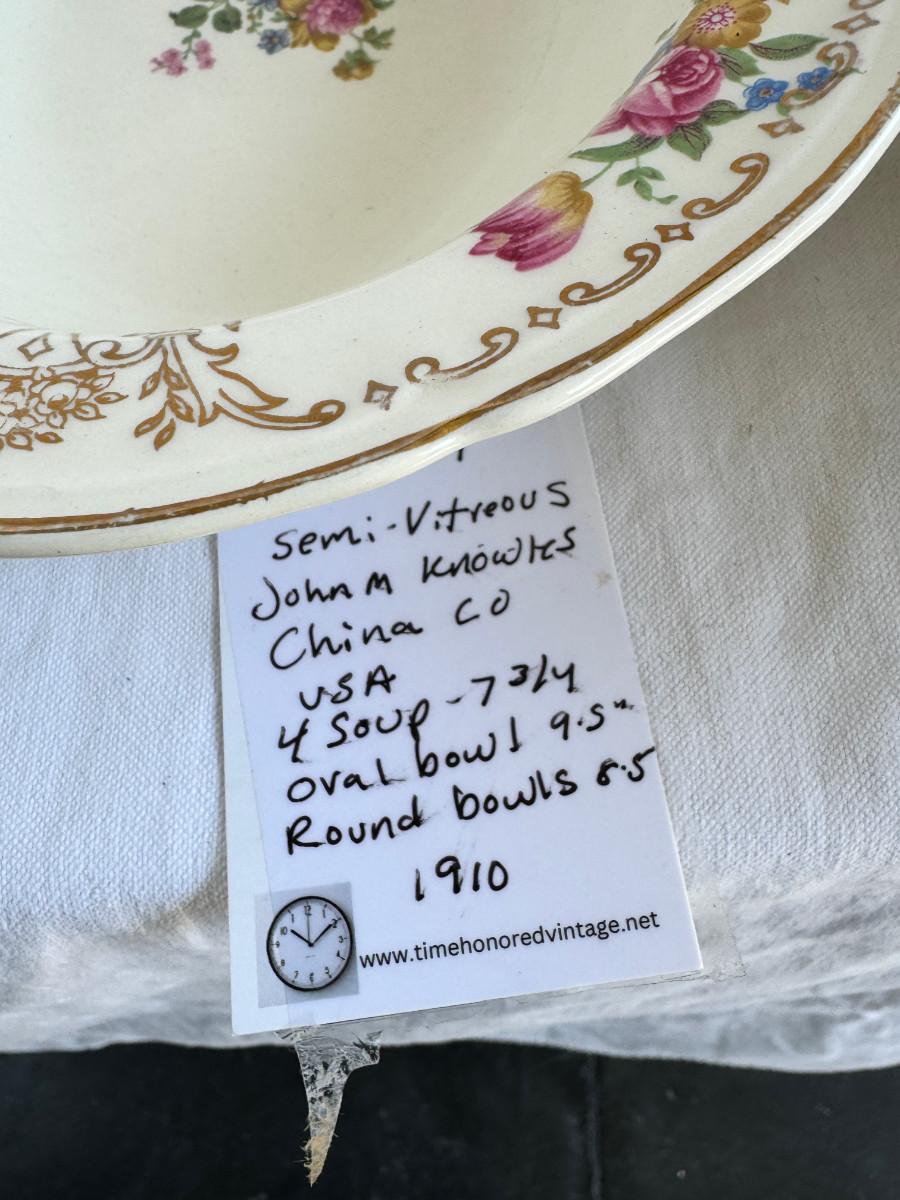 Semi-Vitreous
John M Knowles
China CO
USA
4 Soup - 7 3/4
Oval bowl 9.5"
Round bowls 8.5
1910
www.timehonoredvintage.net